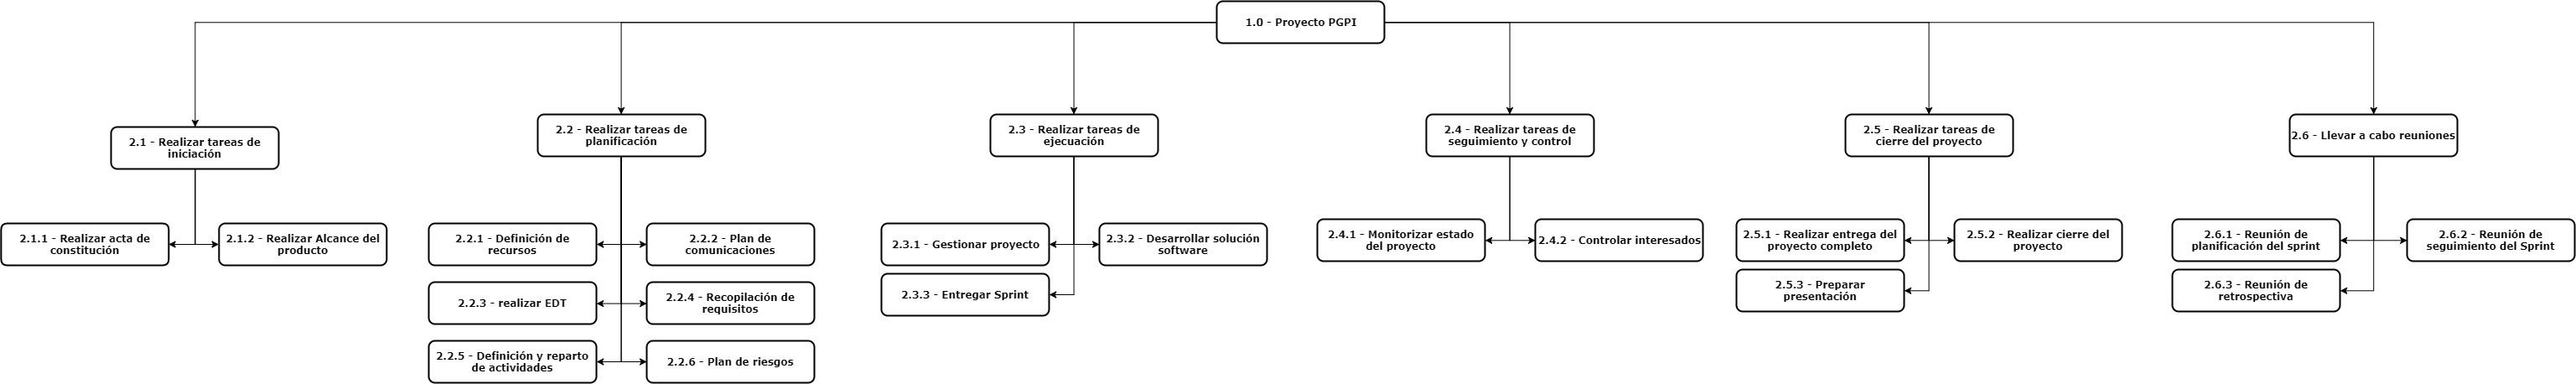 1.0 - Proyecto PGPI
2.1 - Realizar tareas de
iniciación
2.2 - Realizar tareas de
planificación
2.3 - Realizar tareas de
ejecuación
2.4 - Realizar tareas de
seguimiento y control
2.5 - Realizar tareas de
cierre del proyecto
2.6 - Llevar a cabo reuniones
2.1.1 - Realizar acta de
constitución
2.1.2 - Realizar Alcance del
producto
2.2.1 - Definición de
recursos
2.2.2 - Plan de
comunicaciones
2.2.3 - realizar EDT
2.2.4 - Recopilación de
requisitos
2.2.5 - Definición y reparto
de actividades
2.2.6 - Plan de riesgos
2.3.1 - Gestionar proyecto
2.3.2 - Desarrollar solución
software
2.3.3 - Entregar Sprint
2.4.1 - Monitorizar estado
del proyecto
2.4.2 - Controlar interesados
2.5.1 - Realizar entrega del
proyecto completo
2.5.2 - Realizar cierre del
proyecto
2.5.3 - Preparar
presentación
2.6.1 - Reunión de
planificación del sprint
2.6.2 - Reunión de
seguimiento del Sprint
2.6.3 - Reunión de
retrospectiva